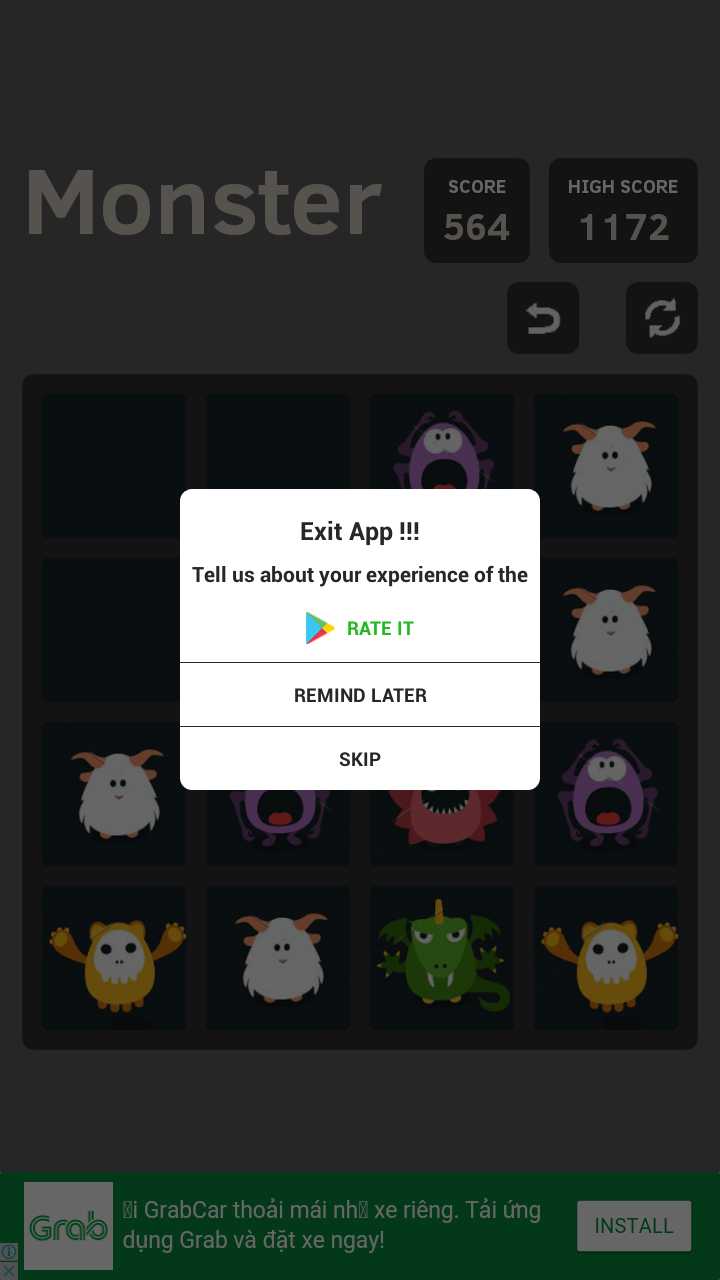 Monster
SCORE
564
HIGH SCORE
1172
Exit App !!!
Tell us about your experience of the
RATE IT
REMIND LATER
SKIP
Grab
GrabCar thoải mái xe riêng. Tải ứng
dụng Grab và đặt xe ngay!
INSTALL